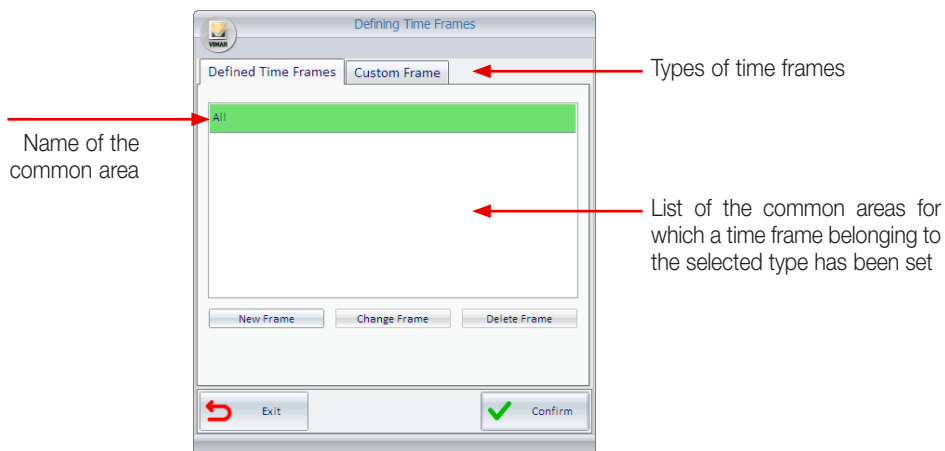 Defining Time Frames
VIMAR
Defined Time Frames
Custom Frame
Types of time frames
All
Name of the
common area
List of the common areas for
which a time frame belonging to
the selected type has been set
New Frame
Change Frame
Delete Frame
Exit
Confirm